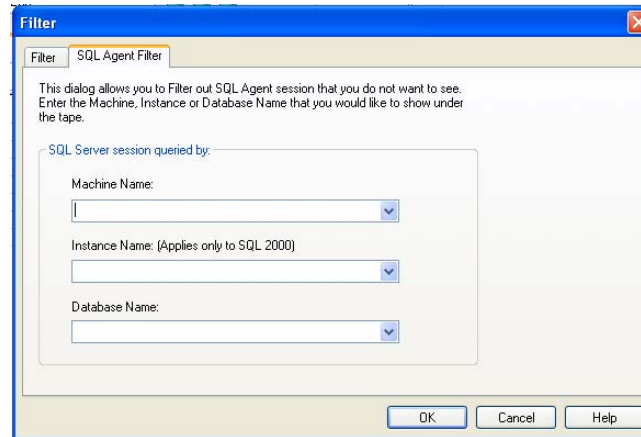 Filter
Filter
SQL Agent Filter
This dialog allows you to Filter out SQL Agent session that you do not want to see.
Enter the Machine, Instance or Database Name that you would like to show under
the tape.
SQL Server session queried by:
Machine Name:
Instance Name: (Applies only to SQL 2000)
Database Name:
OK
Cancel
Help